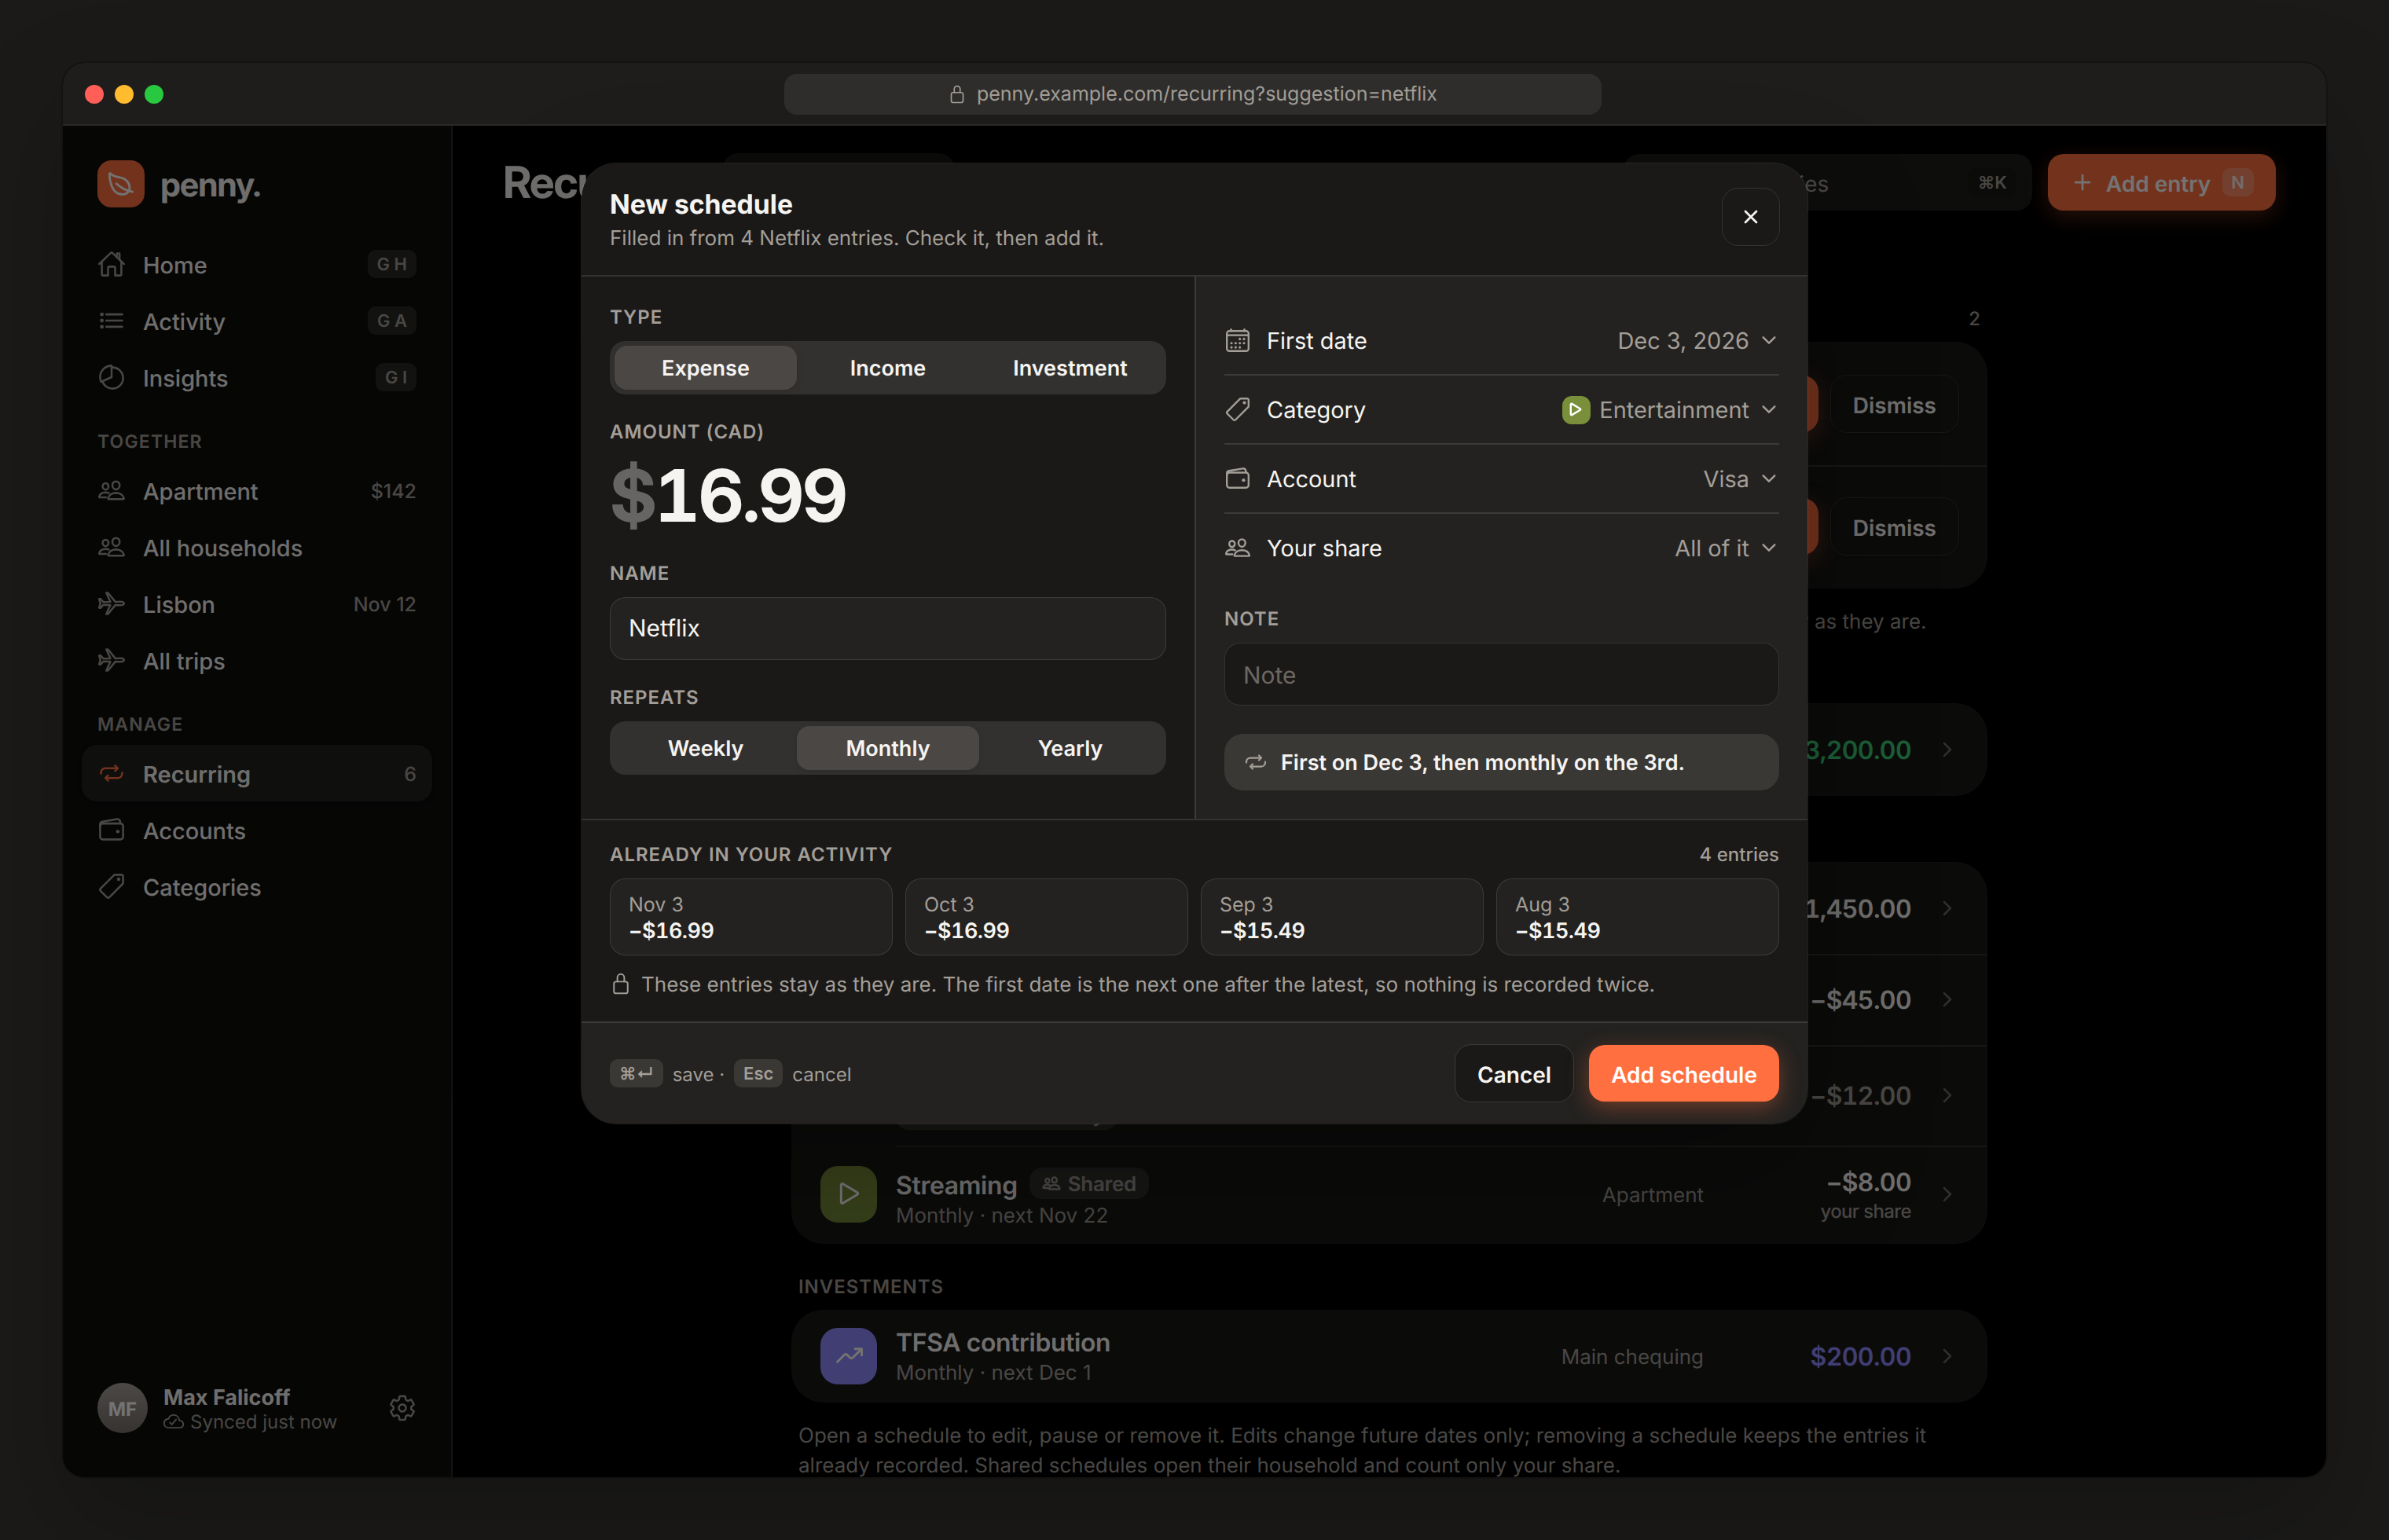 penny.example.com/recurring?suggestion=netflix
penny.
Home G H
Activity G A
Insights G I
TOGETHER
Apartment $142
All households
Lisbon Nov 12
All trips
MANAGE
Recurring 6
Accounts
Categories
MF
Max Falicoff
Synced just now
⌘K
+ Add entry N
2
Dismiss
Dismiss
as they are.
3,200.00
1,450.00
–$45.00
–$12.00
New schedule
Filled in from 4 Netflix entries. Check it, then add it.
TYPE
Expense Income Investment
AMOUNT (CAD)
$16.99
NAME
Netflix
REPEATS
Weekly Monthly Yearly
First date Dec 3, 2026
Category Entertainment
Account Visa
Your share All of it
NOTE
Note
First on Dec 3, then monthly on the 3rd.
ALREADY IN YOUR ACTIVITY 4 entries
Nov 3
–$16.99
Oct 3
–$16.99
Sep 3
–$15.49
Aug 3
–$15.49
These entries stay as they are. The first date is the next one after the latest, so nothing is recorded twice.
⌘↵ save · Esc cancel
Cancel
Add schedule
Streaming Shared
Monthly · next Nov 22
Apartment
–$8.00
your share
INVESTMENTS
TFSA contribution
Monthly · next Dec 1
Main chequing
$200.00
Open a schedule to edit, pause or remove it. Edits change future dates only; removing a schedule keeps the entries it
already recorded. Shared schedules open their household and count only your share.